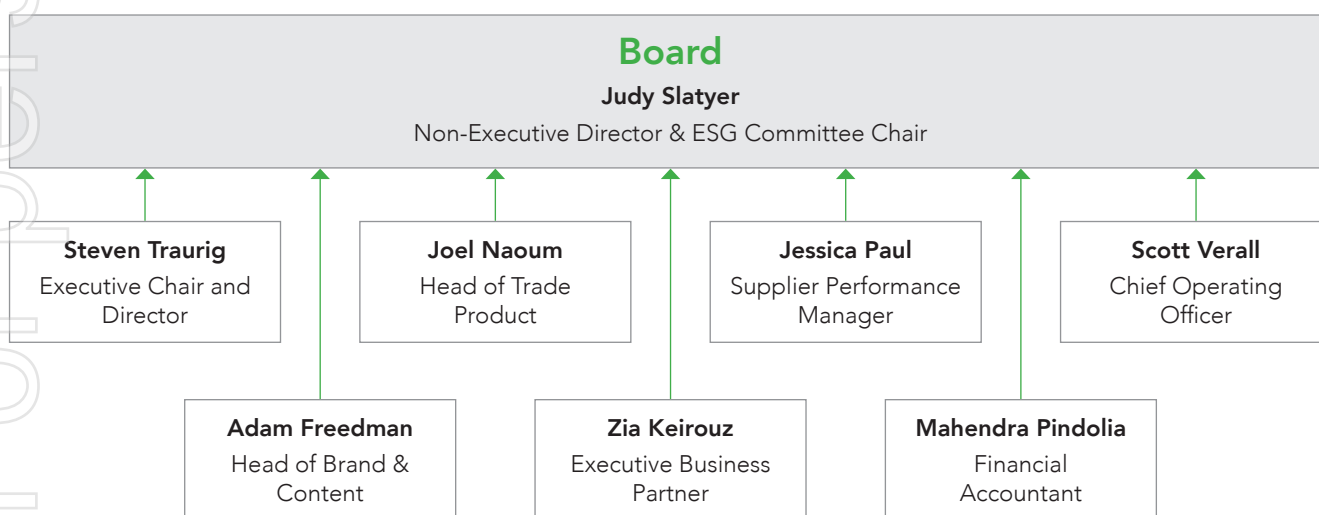 Board
Judy Slatyer
Non-Executive Director & ESG Committee Chair
Steven Traurig
Executive Chair and
Director
Joel Naoum
Head of Trade
Product
Jessica Paul
Supplier Performance
Manager
Scott Verall
Chief Operating
Officer
Adam Freedman
Head of Brand &
Content
Zia Keirouz
Executive Business
Partner
Mahendra Pindolia
Financial
Accountant